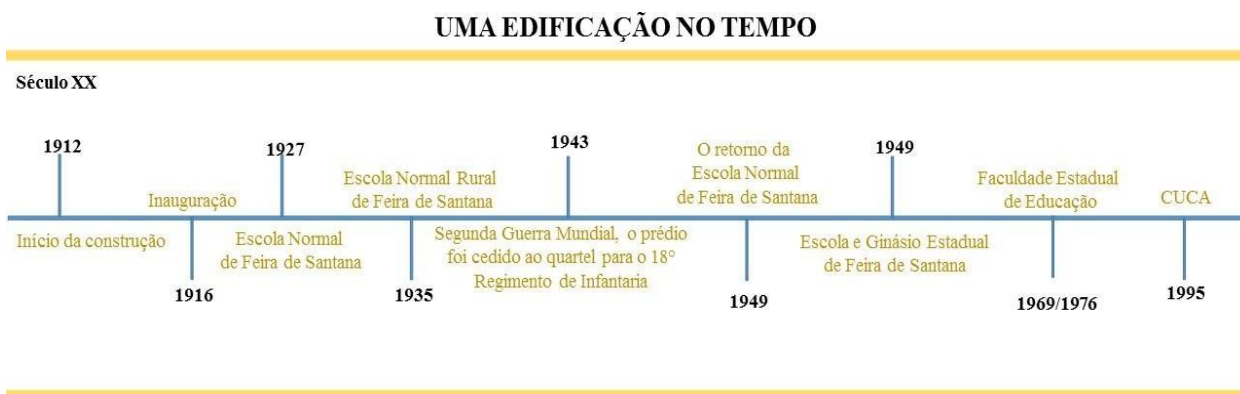 UMA EDIFICAÇÃO NO TEMPO
Século XX
1912
Início da construção
Inauguração
1916
1927
Escola Normal
de Feira de Santana
Escola Normal Rural
de Feira de Santana
1935
1943
Segunda Guerra Mundial, o prédio
foi cedido ao quartel para o 18°
Regimento de Infantaria
O retorno da
Escola Normal
de Feira de Santana
1949
1949
Escola e Ginásio Estadual
de Feira de Santana
Faculdade Estadual
de Educação
1969/1976
CUCA
1995